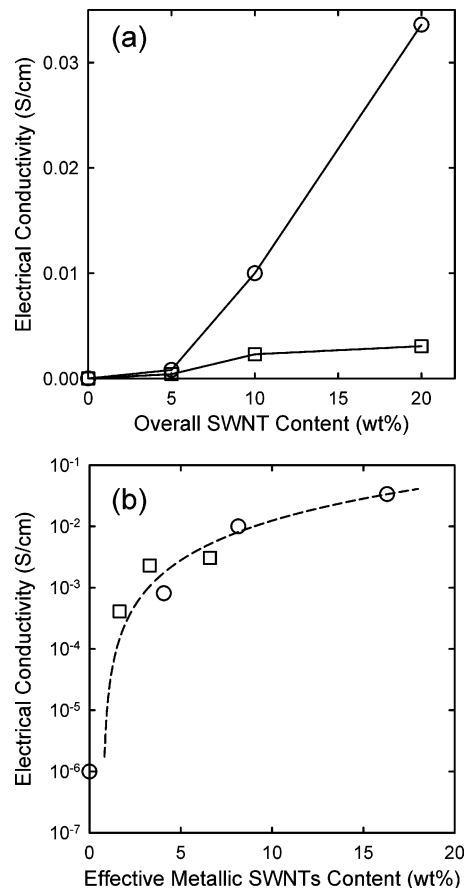 (a)
Electrical Conductivity (S/cm)
0.03
0.02
0.01
0.00
0 5 10 15 20
Overall SWNT Content (wt%)
(b)
Electrical Conductivity (S/cm)
10⁻¹
10⁻²
10⁻³
10⁻⁴
10⁻⁵
10⁻⁶
10⁻⁷
0 5 10 15 20
Effective Metallic SWNTs Content (wt%)